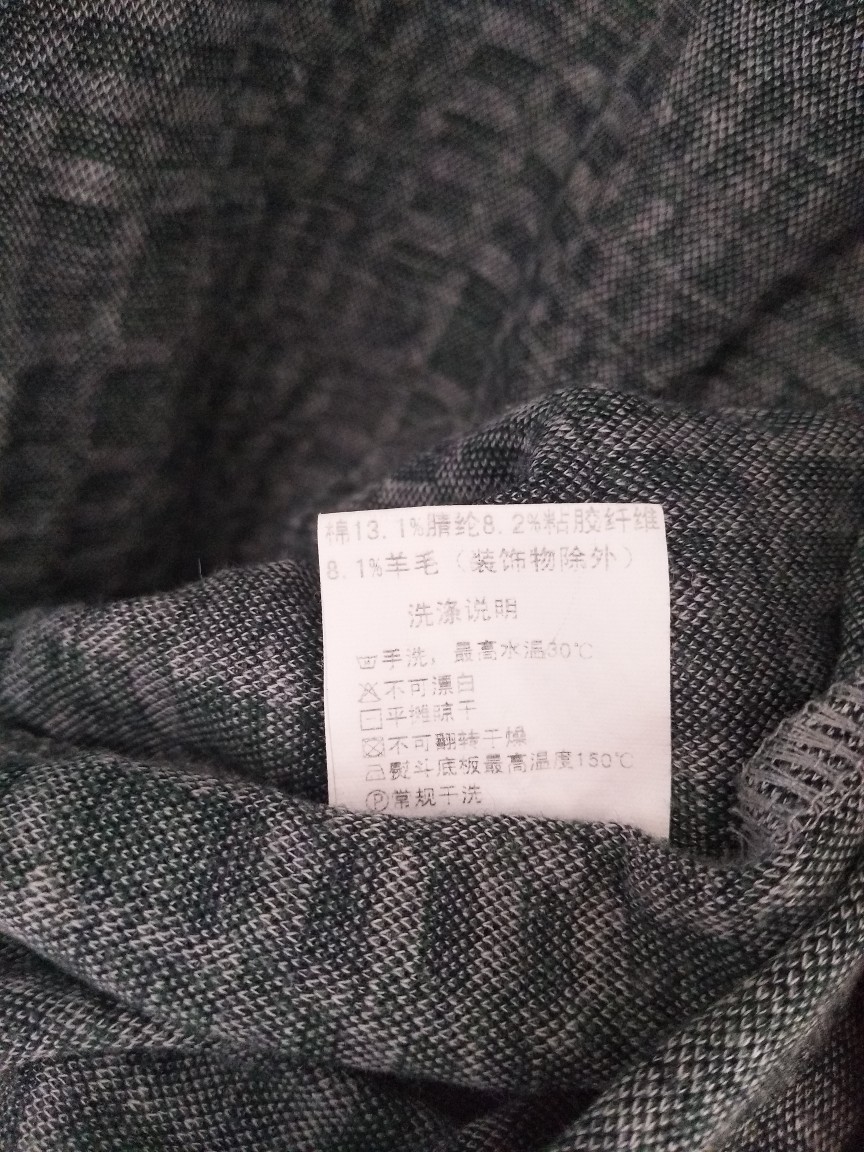 棉13.1%腈纶8.2%粘胶纤维
8.1%羊毛（装饰物除外）
洗涤说明
手洗，最高水温30℃
不可漂白
平摊晾干
不可翻转干燥
熨斗底板最高温度150℃
Ⓟ常规干洗